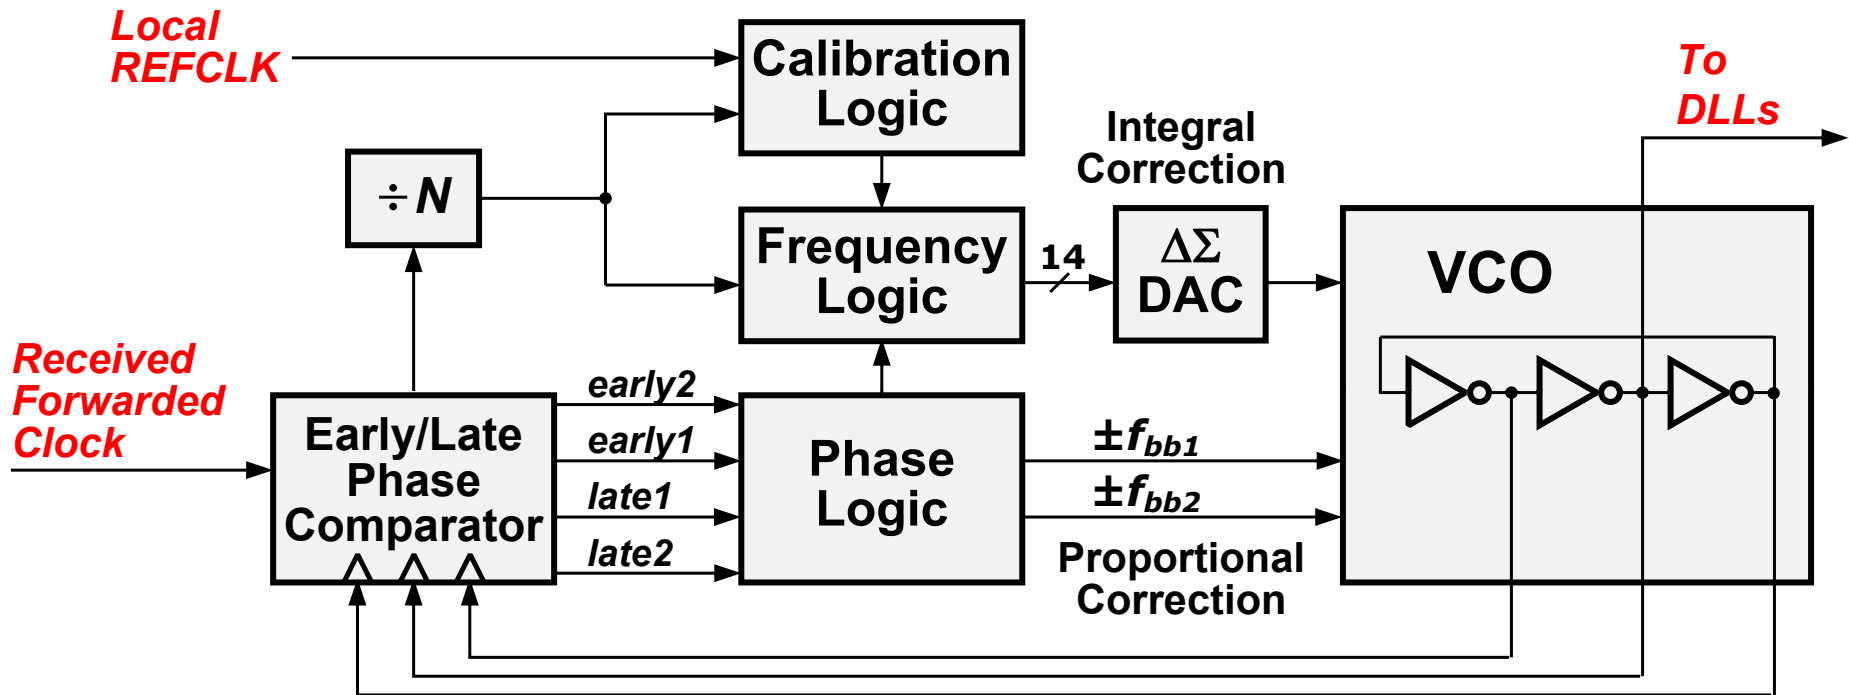 Local
REFCLK
Calibration
Logic
To
DLLs
Integral
Correction
÷ N
Frequency
Logic
14
ΔΣ
DAC
VCO
Received
Forwarded
Clock
Early/Late
Phase
Comparator
early2
early1
late1
late2
Phase
Logic
±fbb1
±fbb2
Proportional
Correction